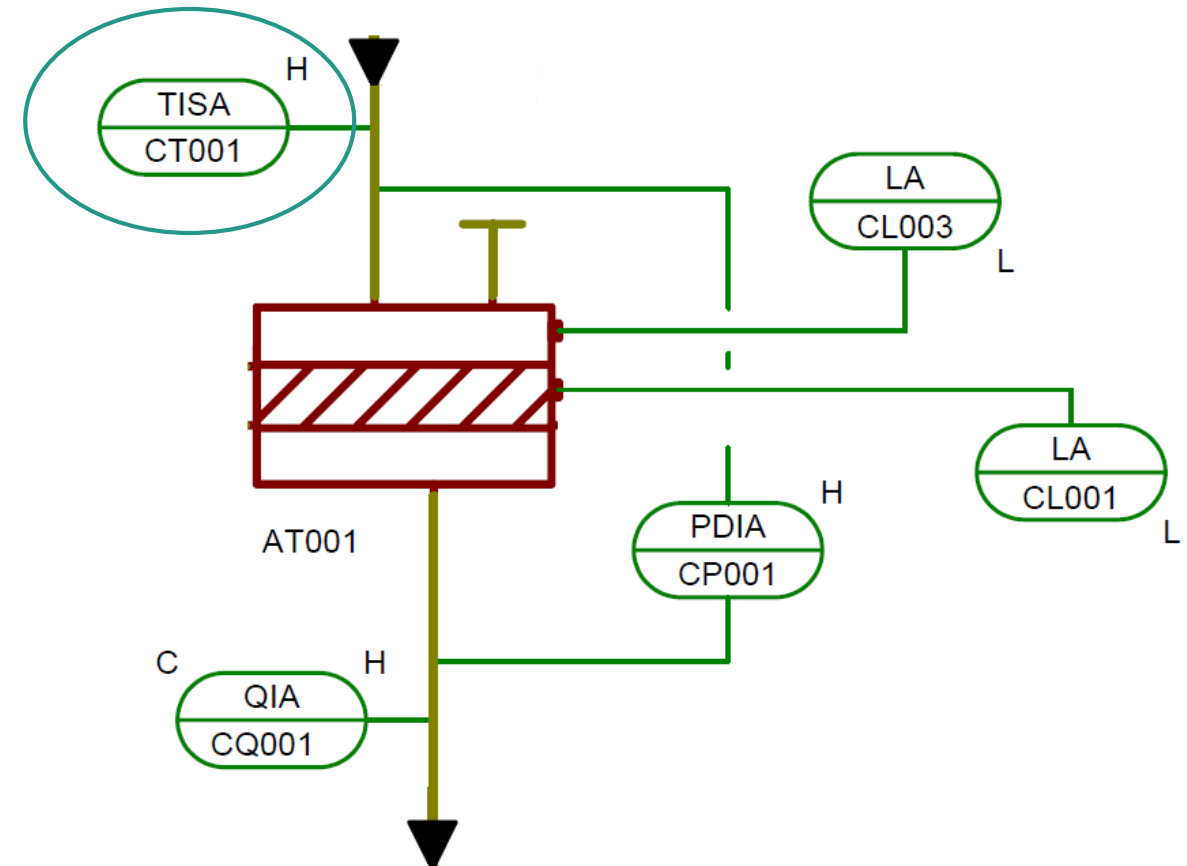 H
TISA
CT001
LA
CL003
L
LA
CL001
L
H
PDIA
CP001
AT001
C
H
QIA
CQ001